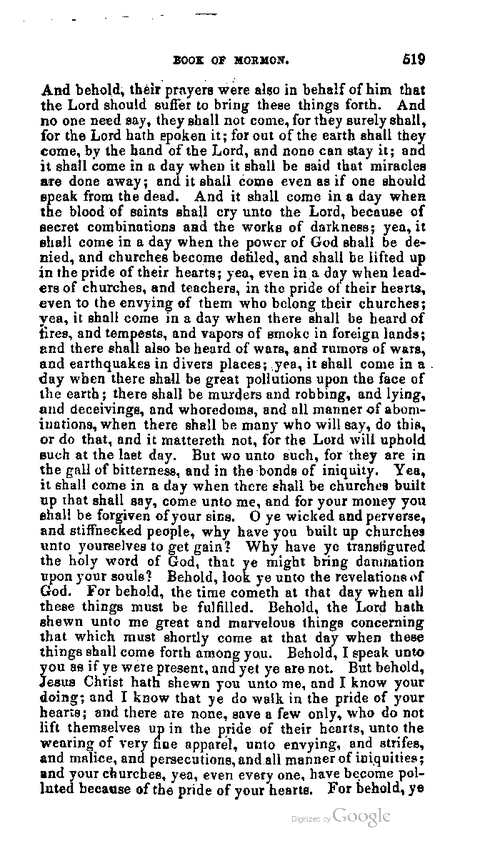 BOOK OF MORMON. 519
And behold, their prayers were also in behalf of him that
the Lord should suffer to bring these things forth. And
no one need say, they shall not come, for they surely shall,
for the Lord hath spoken it; for out of the earth shall they
come, by the hand of the Lord, and none can stay it; and
it shall come in a day when it shall be said that miracles
are done away; and it shall come even as if one should
speak from the dead. And it shall come in a day when
the blood of saints shall cry unto the Lord, because of
secret combinations and the works of darkness; yea, it
shall come in a day when the power of God shall be de-
nied, and churches become defiled, and shall be lifted up
in the pride of their hearts; yea, even in a day when lead-
ers of churches, and teachers, in the pride of their hearts,
even to the envying of them who belong their churches;
yea, it shall come in a day when there shall be heard of
fires, and tempests, and vapors of smoke in foreign lands;
and there shall also be heard of wars, and rumors of wars,
and earthquakes in divers places; yea, it shall come in a
day when there shall be great pollutions upon the face of
the earth; there shall be murders and robbing, and lying,
and deceivings, and whoredoms, and all manner of abom-
inations, when there shall be many who will say, do this,
or do that, and it mattereth not, for the Lord will uphold
such at the last day. But wo unto such, for they are in
the gall of bitterness, and in the bonds of iniquity. Yea,
it shall come in a day when there shall be churches built
up that shall say, come unto me, and for your money you
shall be forgiven of your sins. O ye wicked and perverse,
and stiffnecked people, why have you built up churches
unto yourselves to get gain? Why have ye transfigured
the holy word of God, that ye might bring damnation
upon your souls? Behold, look ye unto the revelations of
God. For behold, the time cometh at that day when all
these things must be fulfilled. Behold, the Lord hath
shewn unto me great and marvelous things concerning
that which must shortly come at that day when these
things shall come forth among you. Behold, I speak unto
you as if ye were present, and yet ye are not. But behold,
Jesus Christ hath shewn you unto me, and I know your
doing; and I know that ye do walk in the pride of your
hearts; and there are none, save a few only, who do not
lift themselves up in the pride of their hearts, unto the
wearing of very fine apparel, unto envying, and strifes,
and malice, and persecutions, and all manner of iniquities;
and your churches, yea, even every one, have become pol-
luted because of the pride of your hearts. For behold, ye
Digitized by Google